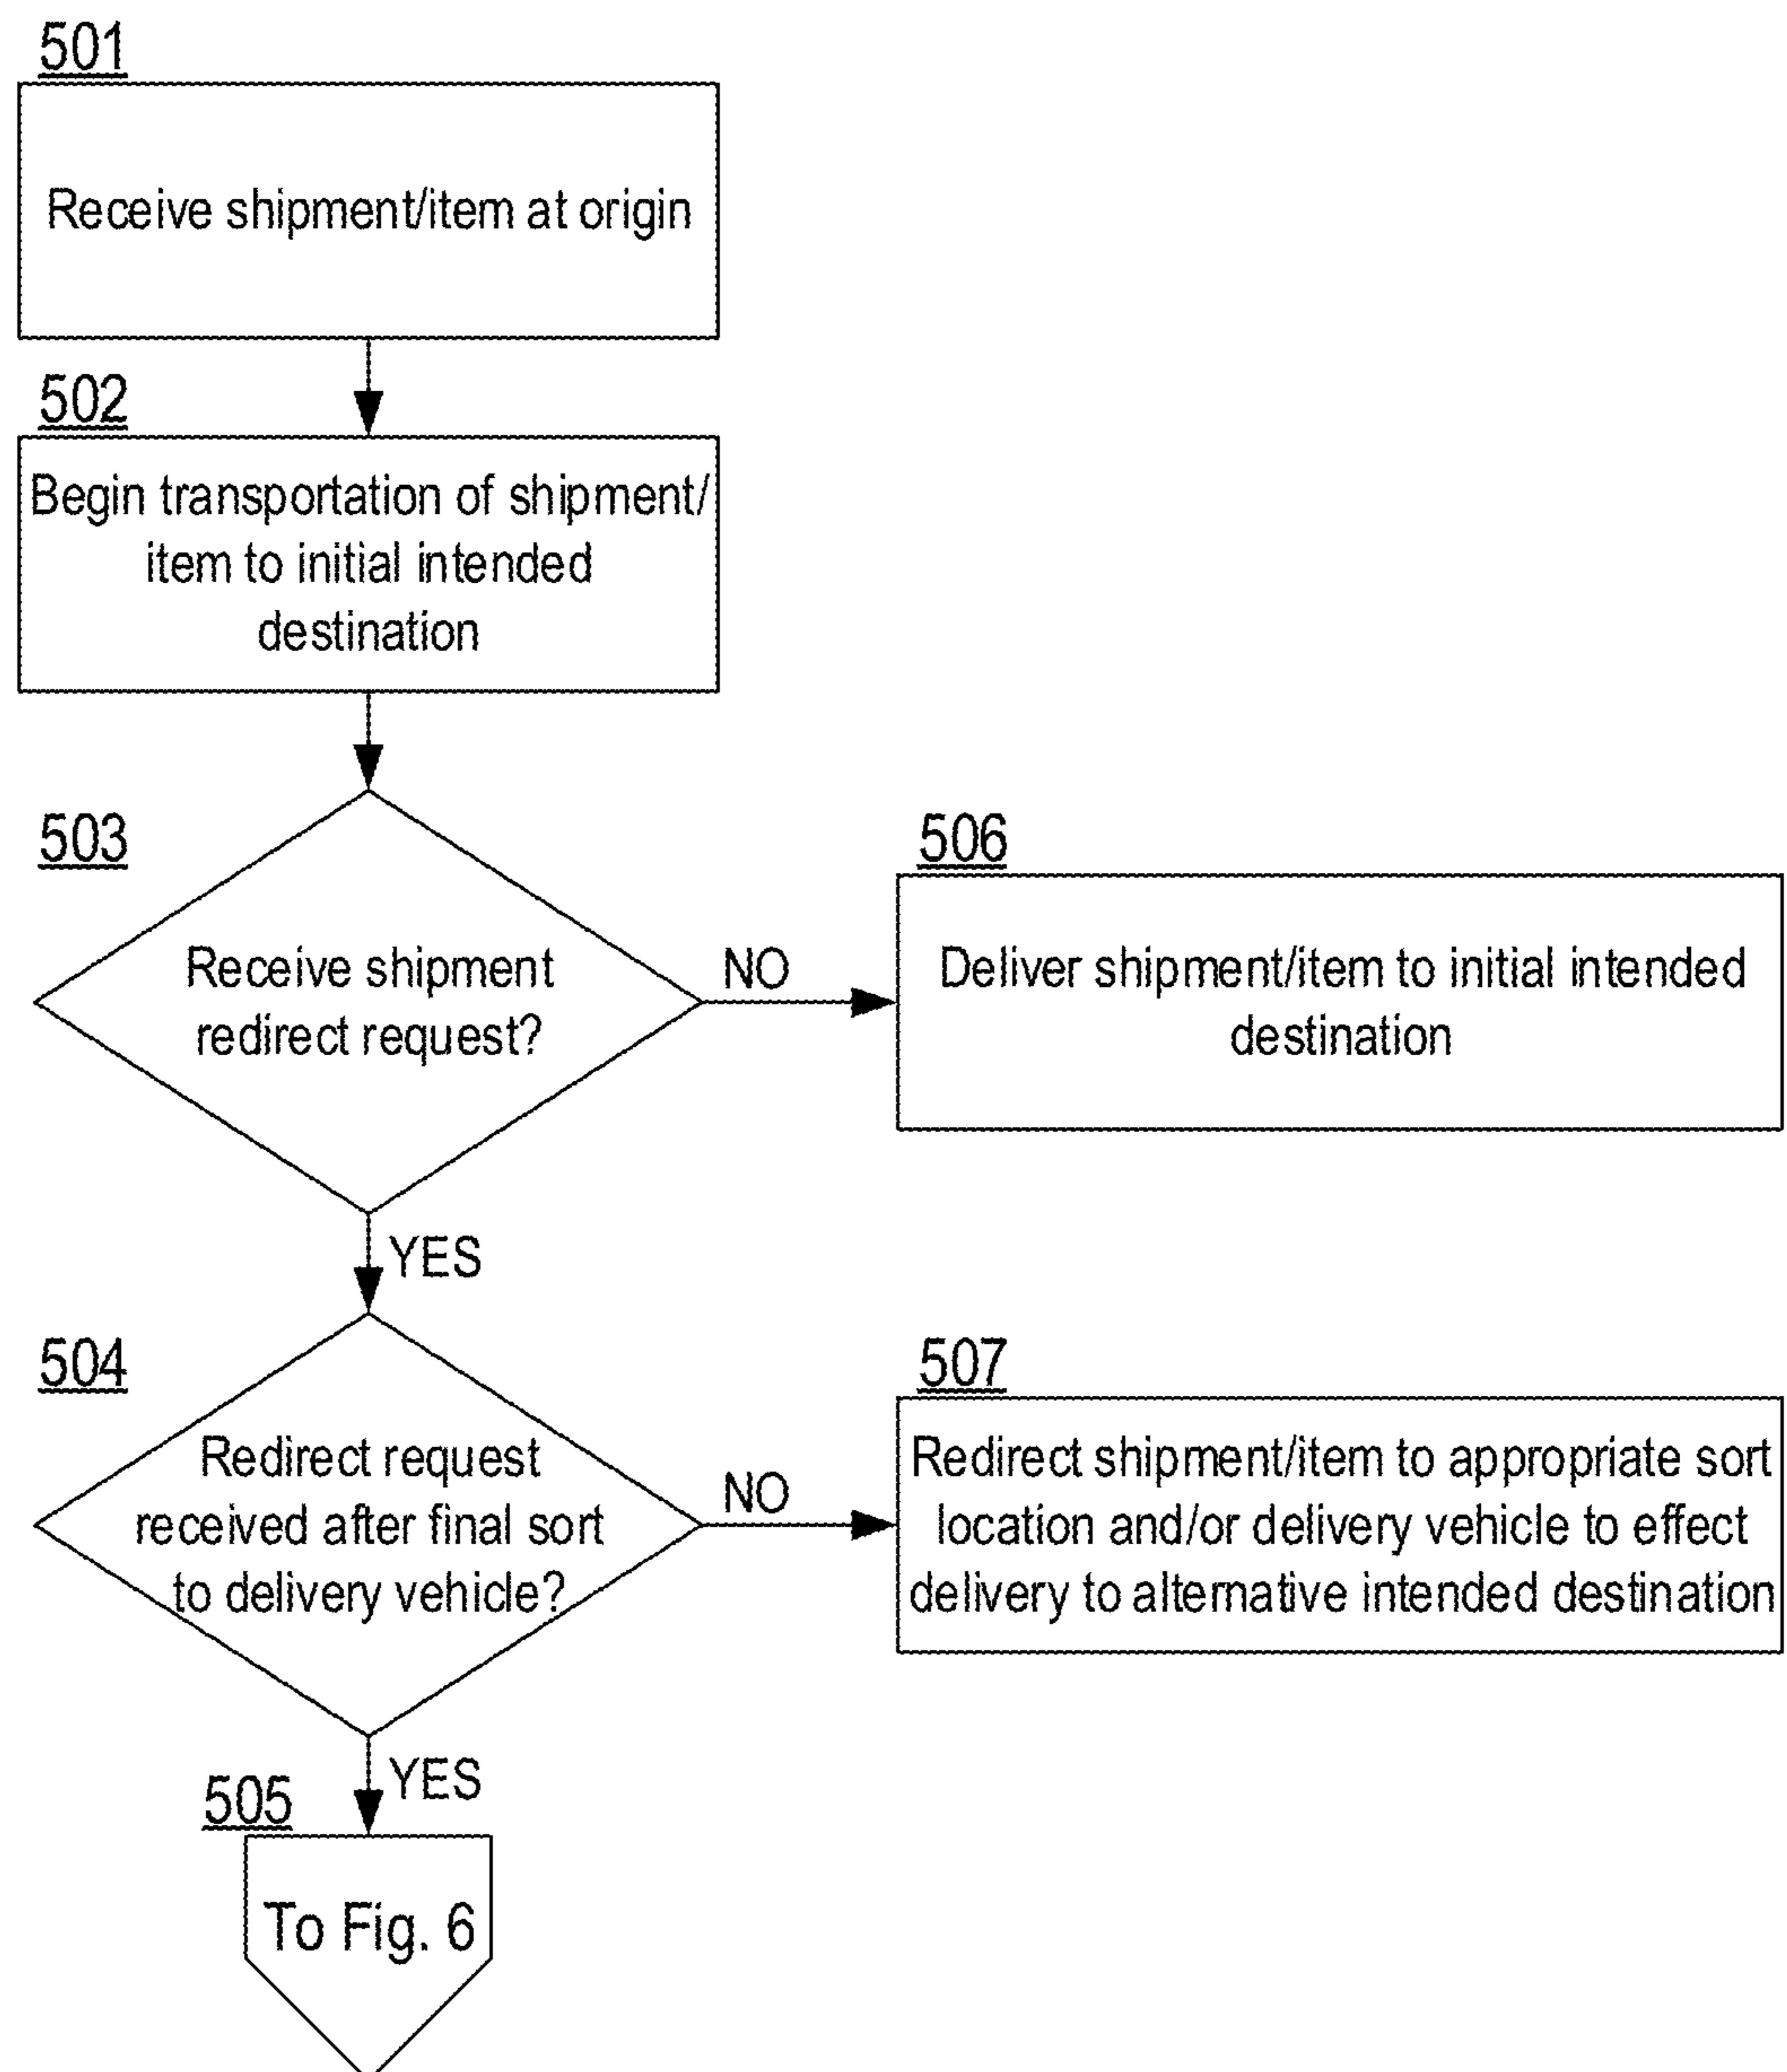 501
Receive shipment/item at origin
502
Begin transportation of shipment/
item to initial intended
destination
503
Receive shipment
redirect request?
NO
506
Deliver shipment/item to initial intended
destination
YES
504
Redirect request
received after final sort
to delivery vehicle?
NO
507
Redirect shipment/item to appropriate sort
location and/or delivery vehicle to effect
delivery to alternative intended destination
YES
505
To Fig. 6